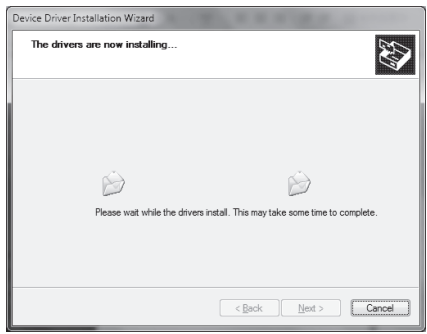 Device Driver Installation Wizard
The drivers are now installing...
Please wait while the drivers install. This may take some time to complete.
< Back
Next >
Cancel